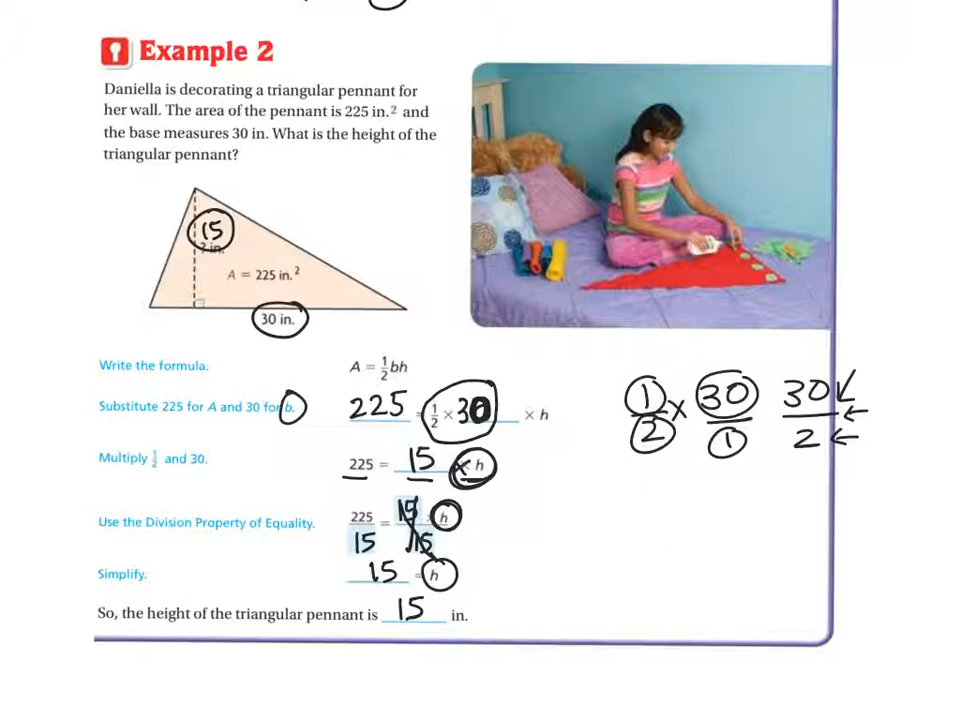 Example 2
Daniella is decorating a triangular pennant for
her wall. The area of the pennant is 225 in.² and
the base measures 30 in. What is the height of the
triangular pennant?
15
? in.
A = 225 in.²
30 in.
Write the formula. A = 1/2 bh
Substitute 225 for A and 30 for b. 225 = 1/2 × 30 × h
1/2 × 30/1 30/2
Multiply 1/2 and 30. 225 = 15 × h
Use the Division Property of Equality. 225/15 = 15 × h/15
Simplify. 15 = h
So, the height of the triangular pennant is 15 in.